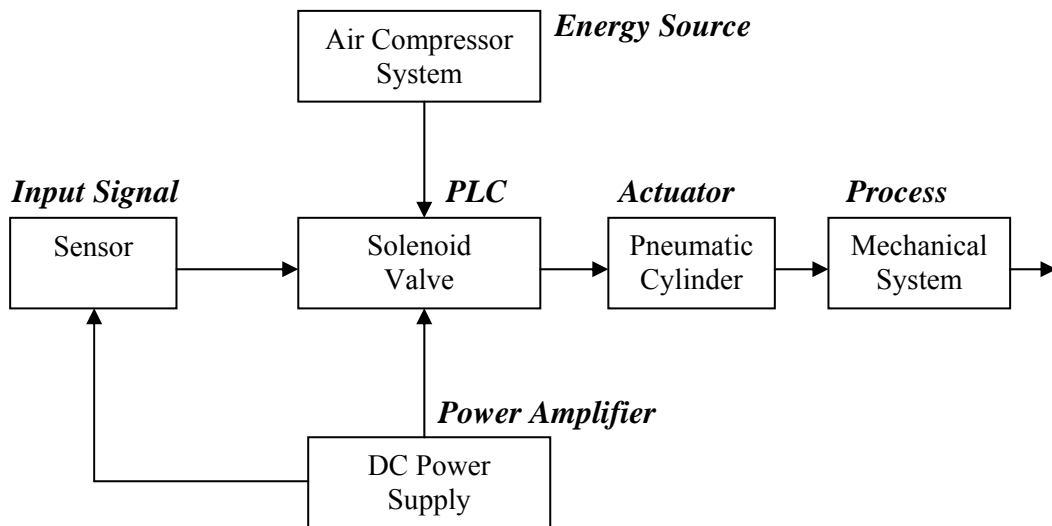 Energy Source
Air Compressor
System
Input Signal
PLC
Actuator
Process
Sensor
Solenoid
Valve
Pneumatic
Cylinder
Mechanical
System
Power Amplifier
DC Power
Supply